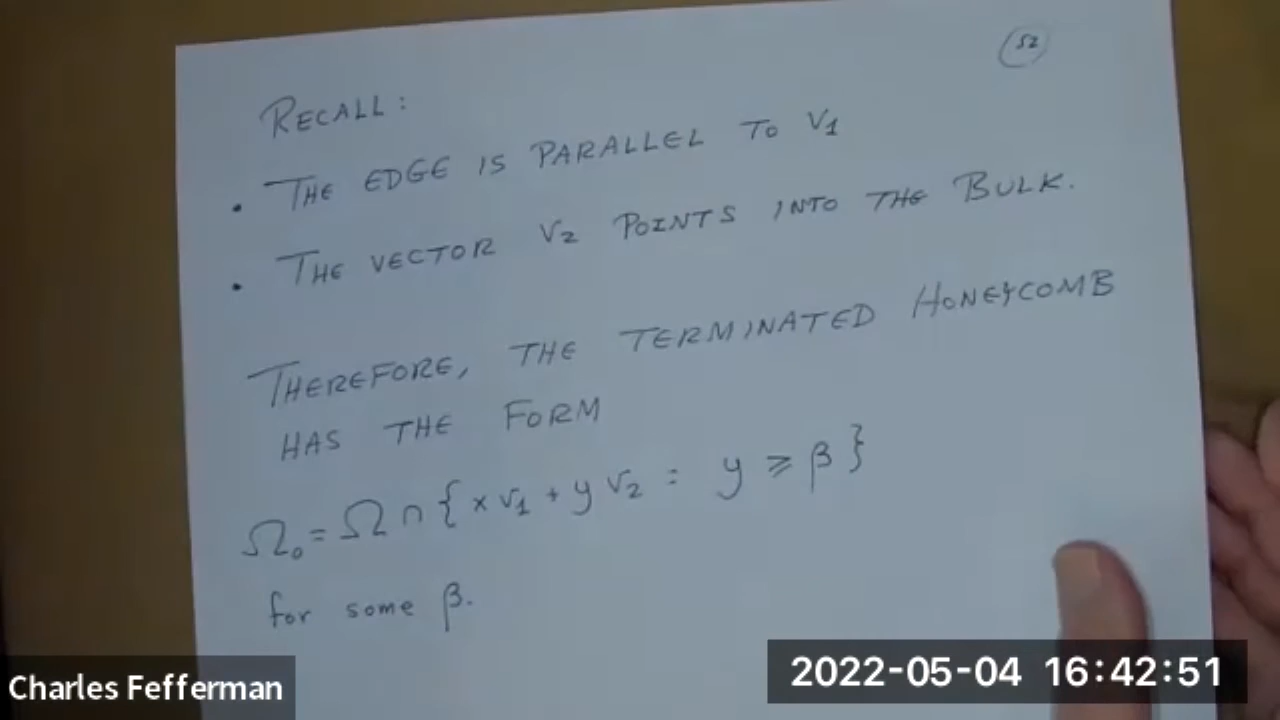 52
RECALL:
• THE EDGE IS PARALLEL TO V1
• THE VECTOR V2 POINTS INTO THE BULK.
THEREFORE, THE TERMINATED HONEYCOMB
HAS THE FORM
Ω₀ = Ω ∩ { x v₁ + y v₂ : y ⩾ β }
for some β.
Charles Fefferman
2022-05-04 16:42:51